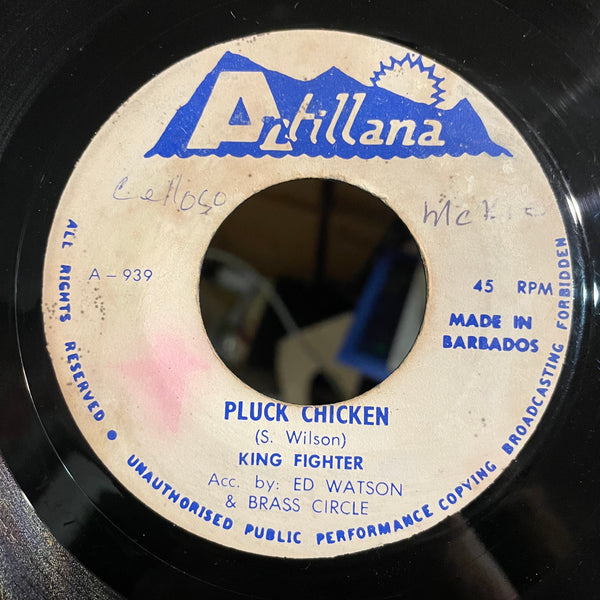 Antillana
A-939
45 RPM
MADE IN
BARBADOS
PLUCK CHICKEN
(S. Wilson)
KING FIGHTER
Acc. by: ED WATSON
& BRASS CIRCLE
ALL RIGHTS RESERVED • UNAUTHORISED PUBLIC PERFORMANCE COPYING BROADCASTING FORBIDDEN